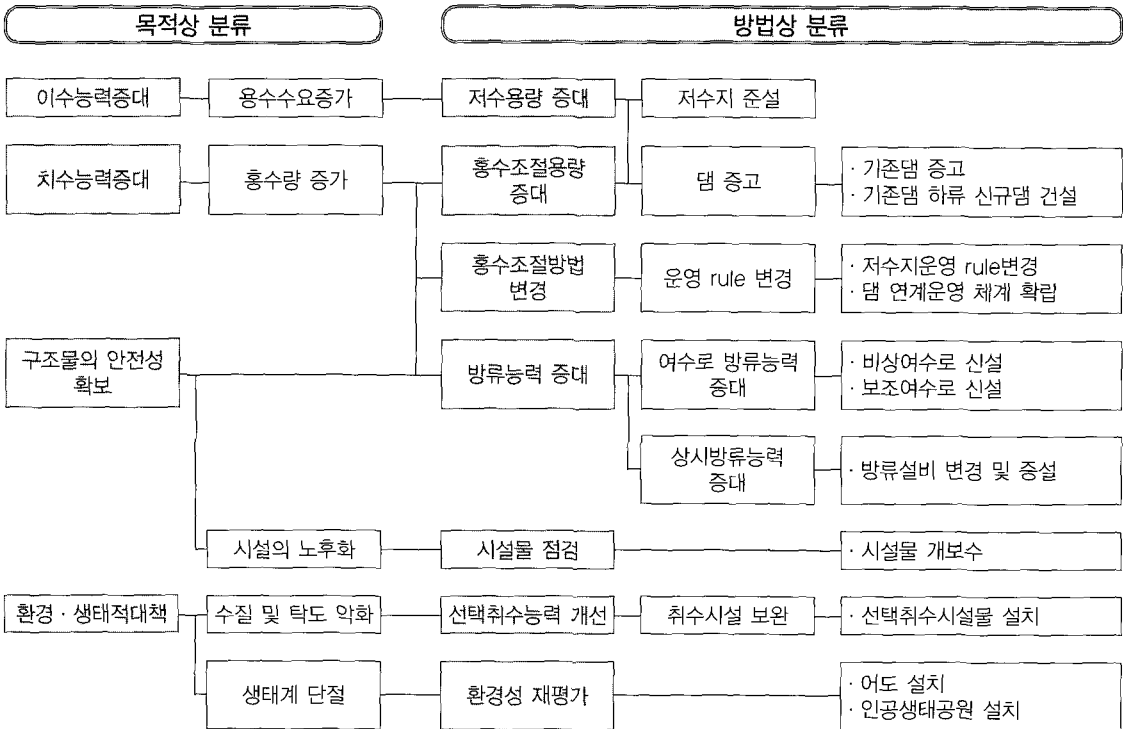 목적상 분류
방법상 분류
이수능력증대
용수수요증가
저수용량 증대
저수지 준설
치수능력증대
홍수량 증가
홍수조절용량
증대
댐 증고
· 기존댐 증고
· 기존댐 하류 신규댐 건설
홍수조절방법
변경
운영 rule 변경
· 저수지운영 rule변경
· 댐 연계운영 체계 확립
구조물의 안전성
확보
방류능력 증대
여수로 방류능력
증대
· 비상여수로 신설
· 보조여수로 신설
상시방류능력
증대
· 방류설비 변경 및 증설
시설의 노후화
시설물 점검
· 시설물 개보수
환경 · 생태적대책
수질 및 탁도 악화
선택취수능력 개선
취수시설 보완
· 선택취수시설물 설치
생태계 단절
환경성 재평가
· 어도 설치
· 인공생태공원 설치